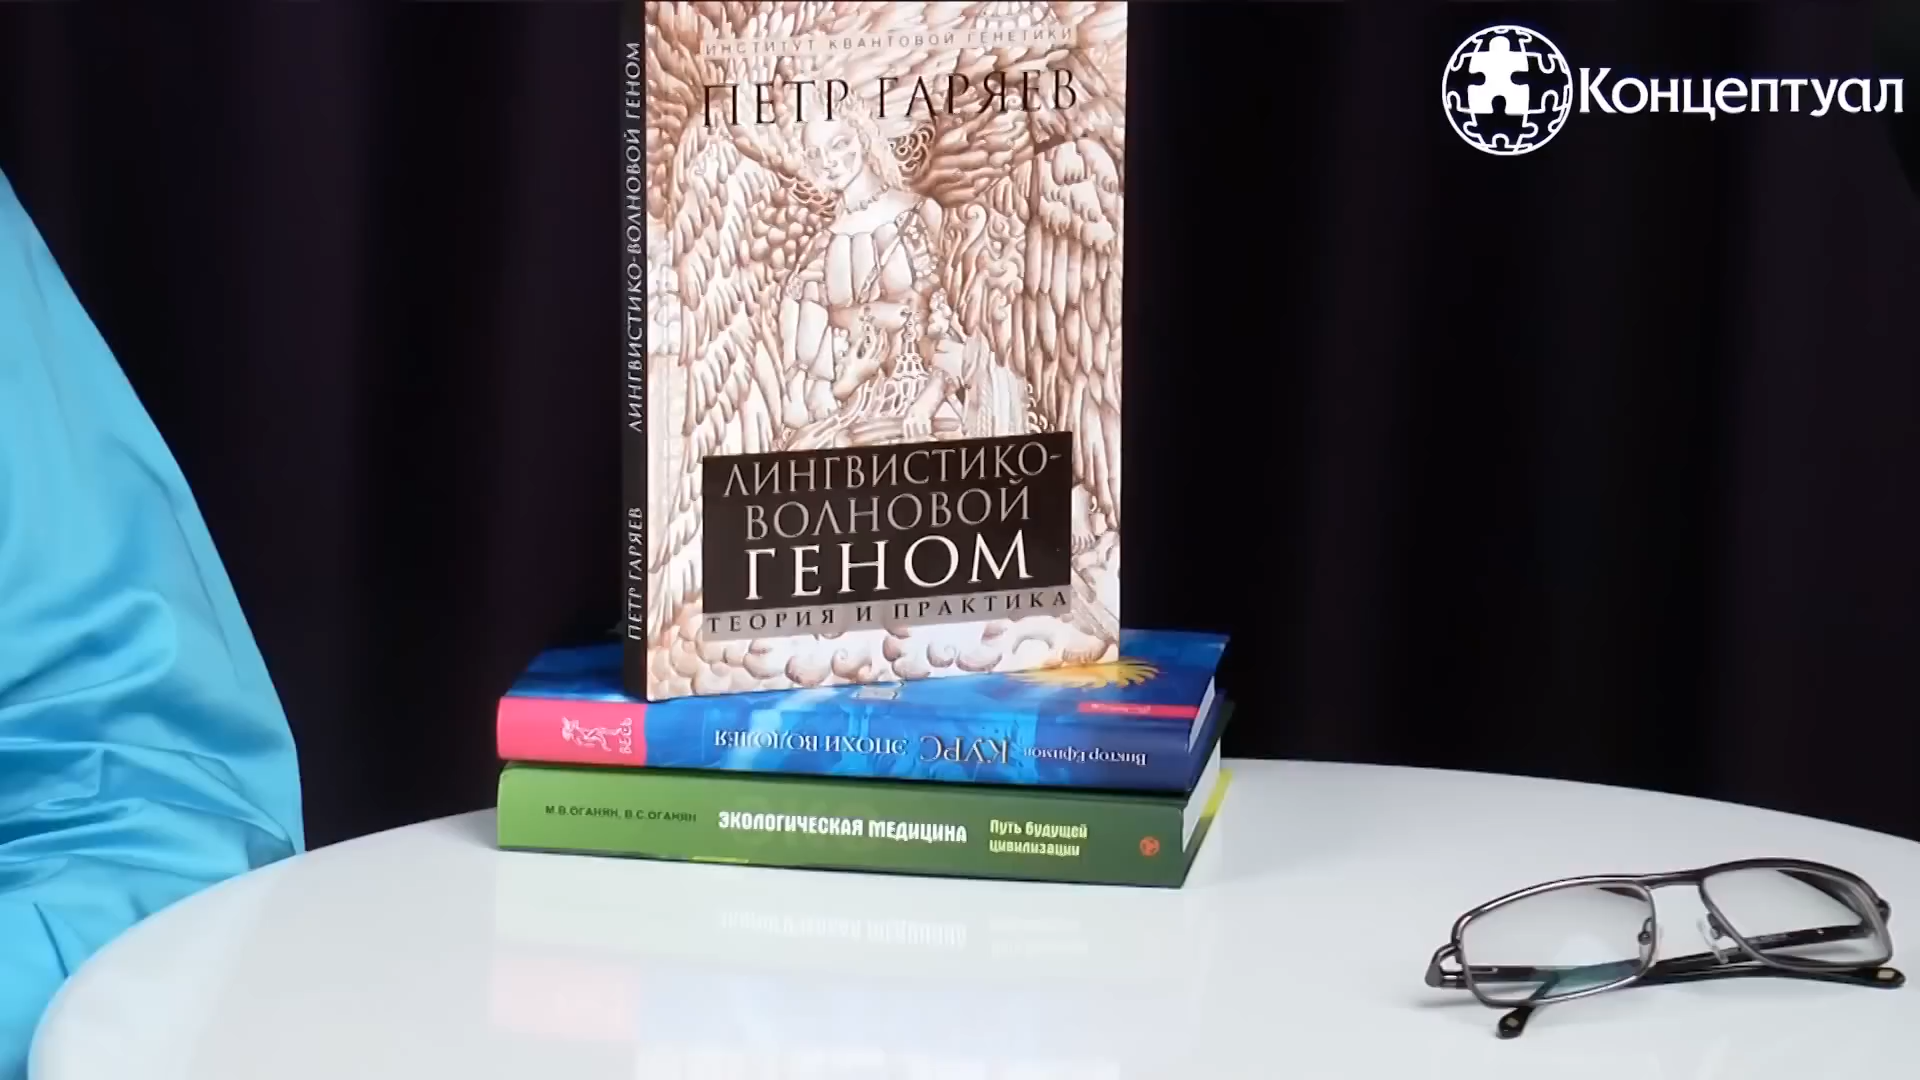 Концептуал
ИНСТИТУТ КВАНТОВОЙ ГЕНЕТИКИ
ПЕТР ГАРЯЕВ
ЛИНГВИСТИКО-
ВОЛНОВОЙ
ГЕНОМ
ТЕОРИЯ И ПРАКТИКА
ПЕТР ГАРЯЕВ ЛИНГВИСТИКО-ВОЛНОВОЙ ГЕНОМ
Виктор Ефимов КУРС ЭПОХИ ВОДОЛЕЯ ВЕСЬ
М.В.ОГАНЯН, В.С.ОГАНЯН ЭКОЛОГИЧЕСКАЯ МЕДИЦИНА Путь будущей
цивилизации